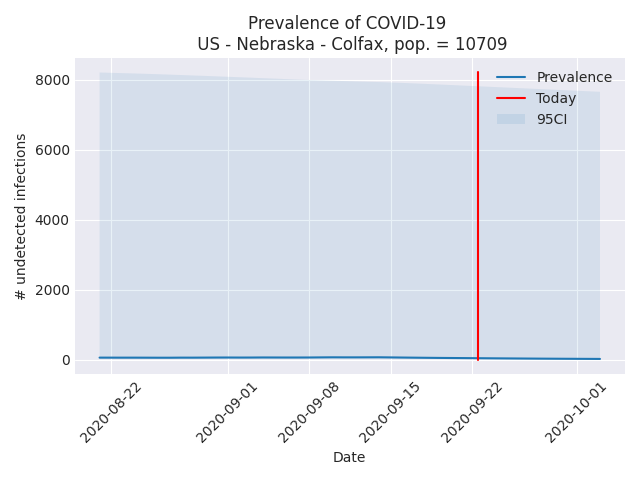 Prevalence of COVID-19
US - Nebraska - Colfax, pop. = 10709
Prevalence
Today
95CI
# undetected infections
8000
6000
4000
2000
0
2020-08-22
2020-09-01
2020-09-08
2020-09-15
2020-09-22
2020-10-01
Date